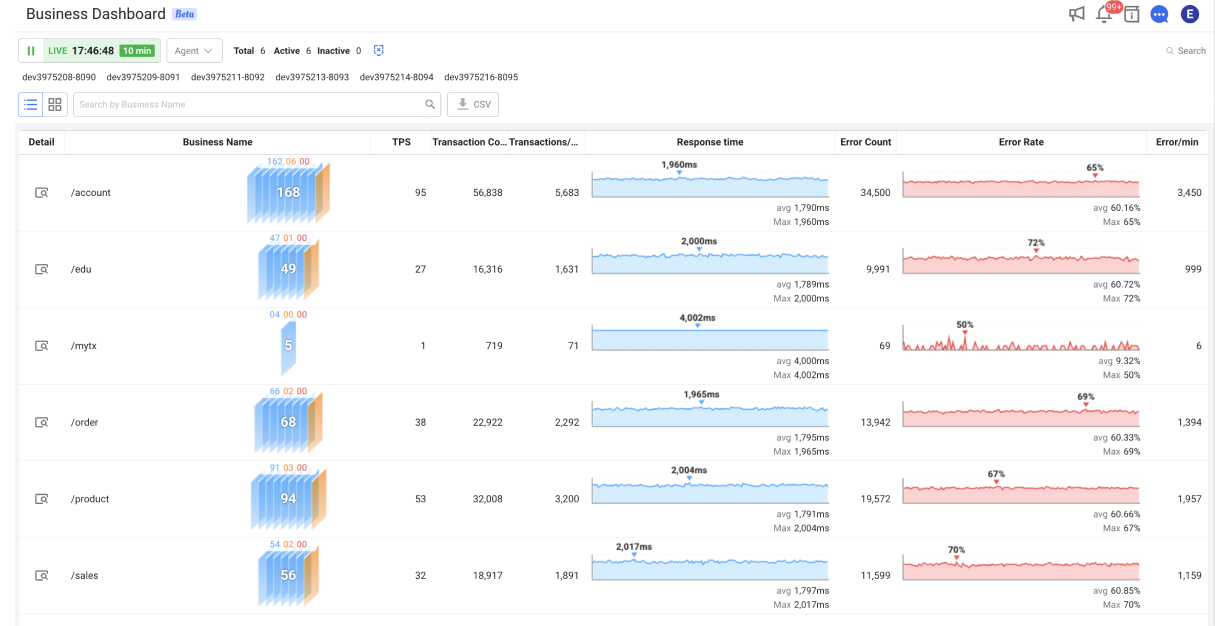 Business Dashboard Beta
99+
E
LIVE 17:46:48 10 min Agent Total 6 Active 6 Inactive 0 Search
dev3975208-8090 dev3975209-8091 dev3975211-8092 dev3975213-8093 dev3975214-8094 dev3975216-8095
Search by Business Name CSV
Detail Business Name TPS Transaction Co... Transactions/... Response time Error Count Error Rate Error/min
162 06 00 1,960ms 65%
/account 168 95 56,838 5,683 34,500 3,450
avg 1,790ms avg 60.16%
Max 1,960ms Max 65%
47 01 00 2,000ms 72%
/edu 49 27 16,316 1,631 9,991 999
avg 1,789ms avg 60.72%
Max 2,000ms Max 72%
04 00 00 4,002ms 50%
/mytx 5 1 719 71 69 6
avg 4,000ms avg 9.32%
Max 4,002ms Max 50%
66 02 00 1,965ms 69%
/order 68 38 22,922 2,292 13,942 1,394
avg 1,795ms avg 60.33%
Max 1,965ms Max 69%
91 03 00 2,004ms 67%
/product 94 53 32,008 3,200 19,572 1,957
avg 1,791ms avg 60.66%
Max 2,004ms Max 67%
54 02 00 2,017ms 70%
/sales 56 32 18,917 1,891 11,599 1,159
avg 1,797ms avg 60.85%
Max 2,017ms Max 70%